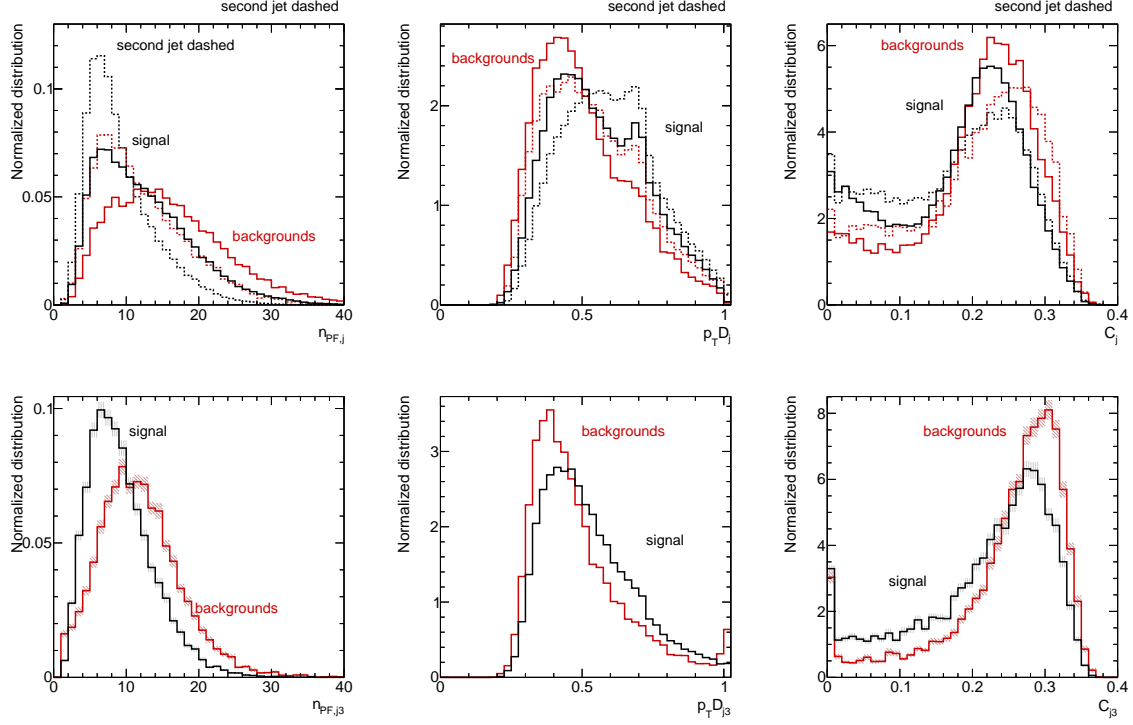 second jet dashed
second jet dashed
second jet dashed
Normalized distribution
0.1
0.05
0
second jet dashed
signal
backgrounds
0 10 20 30 40
n_PF,j
Normalized distribution
2
1
0
backgrounds
signal
0 0.5 1
p_T D_j
Normalized distribution
6
4
2
0
backgrounds
signal
0 0.1 0.2 0.3 0.4
C_j
Normalized distribution
0.1
0.05
0
signal
backgrounds
0 10 20 30 40
n_PF,j3
Normalized distribution
3
2
1
0
backgrounds
signal
0 0.5 1
p_T D_j3
Normalized distribution
8
6
4
2
0
backgrounds
signal
0 0.1 0.2 0.3 0.4
C_j3